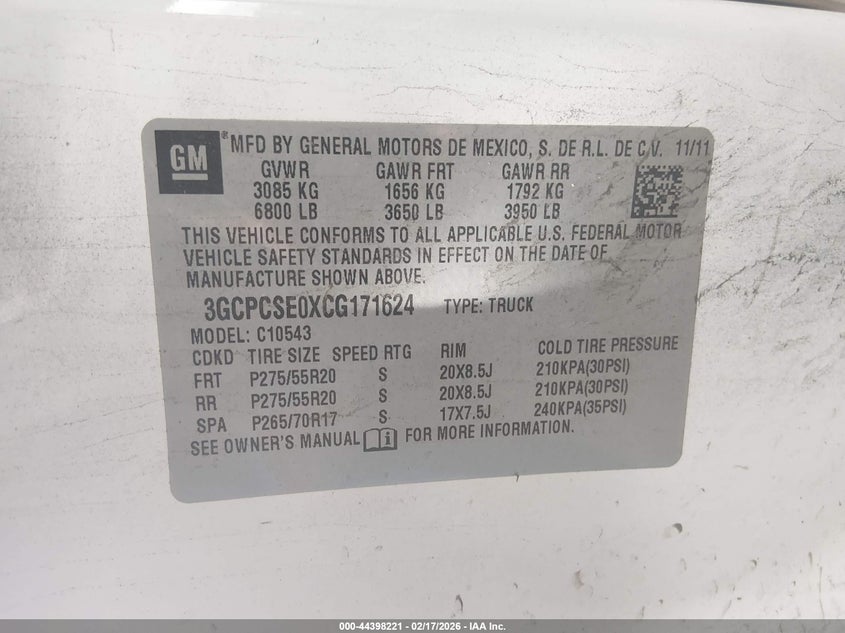 GM ® MFD BY GENERAL MOTORS DE MEXICO, S. DE R.L. DE C.V. 11/11
GVWR GAWR FRT GAWR RR
3085 KG 1656 KG 1792 KG
6800 LB 3650 LB 3950 LB
THIS VEHICLE CONFORMS TO ALL APPLICABLE U.S. FEDERAL MOTOR
VEHICLE SAFETY STANDARDS IN EFFECT ON THE DATE OF
MANUFACTURE SHOWN ABOVE.
3GCPCSE0XCG171624 TYPE: TRUCK
MODEL: C10543
CDKD TIRE SIZE SPEED RTG RIM COLD TIRE PRESSURE
FRT P275/55R20 S 20X8.5J 210KPA(30PSI)
RR P275/55R20 S 20X8.5J 210KPA(30PSI)
SPA P265/70R17 S 17X7.5J 240KPA(35PSI)
SEE OWNER'S MANUAL FOR MORE INFORMATION.
000-44398221 - 02/17/2026 - IAA Inc.